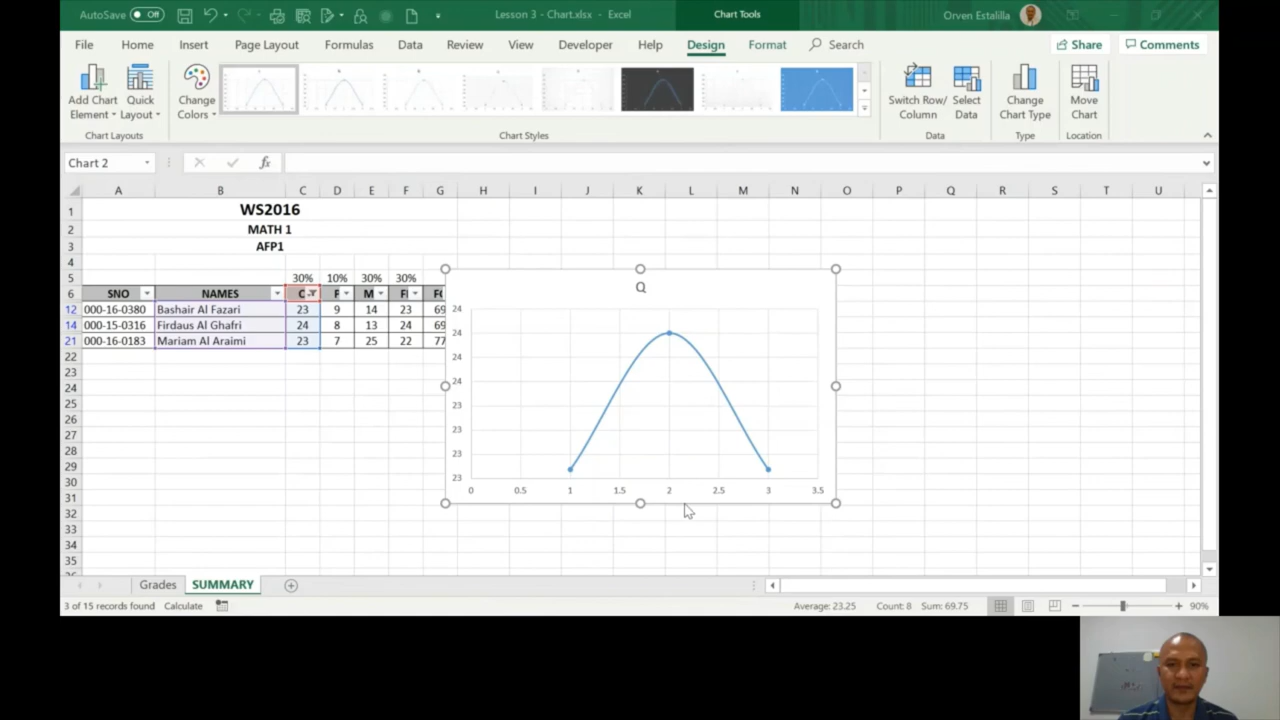 AutoSave Off Lesson 3 - Chart.xlsx - Excel Chart Tools Orven Estalilla
File Home Insert Page Layout Formulas Data Review View Developer Help Design Format Search Share Comments
Add Chart Element Quick Layout Change Colors Switch Row/Column Select Data Change Chart Type Move Chart
Chart Layouts Chart Styles Data Type Location
Chart 2 fx
A B C D E F G H I J K L M N O P Q R S T U
1 WS2016
2 MATH 1
3 AFP1
4
5 30% 10% 30% 30%
6 SNO NAMES
12 000-16-0380 Bashair Al Fazari 23 9 14 23 69
14 000-15-0316 Firdaus Al Ghafri 24 8 13 24 69
21 000-16-0183 Mariam Al Araimi 23 7 25 22 77
22
23
24
25
26
27
28
29
30
31
32
33
34
35
Q
24
24
24
24
23
23
23
23
0 0.5 1 1.5 2 2.5 3 3.5
Grades SUMMARY
3 of 15 records found Calculate Average: 23.25 Count: 8 Sum: 69.75 90%